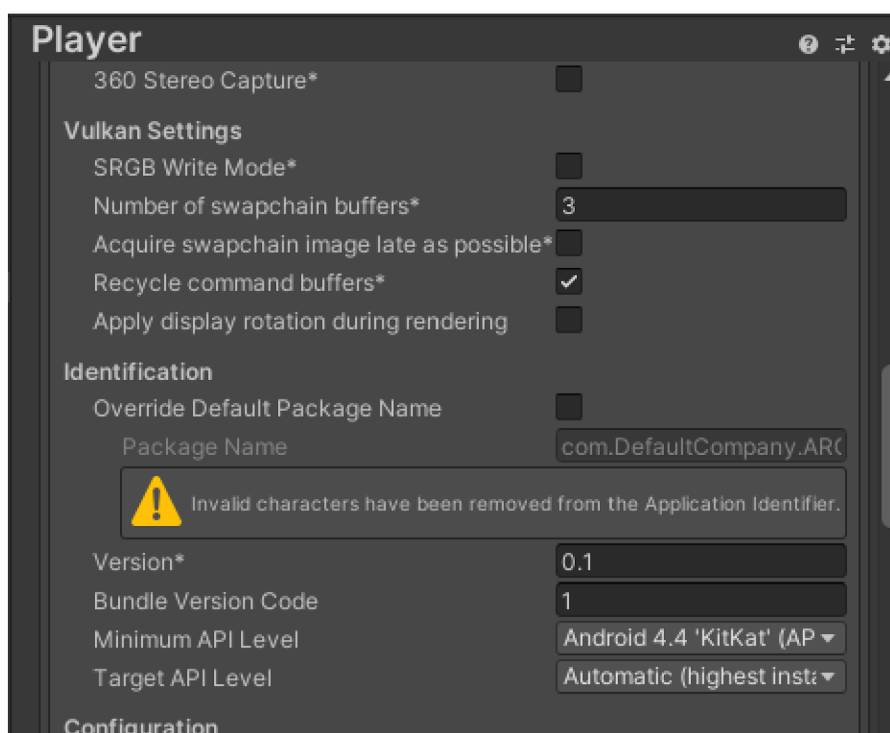 Player
360 Stereo Capture*
Vulkan Settings
SRGB Write Mode*
Number of swapchain buffers* 3
Acquire swapchain image late as possible*
Recycle command buffers*
Apply display rotation during rendering
Identification
Override Default Package Name
Package Name com.DefaultCompany.AR
Invalid characters have been removed from the Application Identifier.
Version* 0.1
Bundle Version Code 1
Minimum API Level Android 4.4 'KitKat' (AP
Target API Level Automatic (highest insta
Configuration